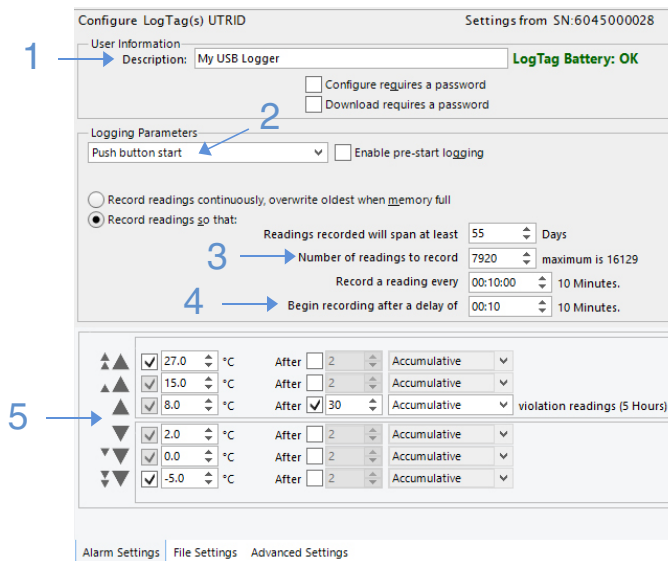 Configure LogTag(s) UTRID Settings from SN:6045000028
User Information
1 Description: My USB Logger LogTag Battery: OK
Configure requires a password
Download requires a password
2
Logging Parameters
Push button start Enable pre-start logging
Record readings continuously, overwrite oldest when memory full
Record readings so that:
Readings recorded will span at least 55 Days
3 Number of readings to record 7920 maximum is 16129
Record a reading every 00:10:00 10 Minutes.
4 Begin recording after a delay of 00:10 10 Minutes.
27.0 °C After 2 Accumulative
15.0 °C After 2 Accumulative
8.0 °C After 30 Accumulative violation readings (5 Hours)
5
2.0 °C After 2 Accumulative
0.0 °C After 2 Accumulative
-5.0 °C After 2 Accumulative
Alarm Settings File Settings Advanced Settings